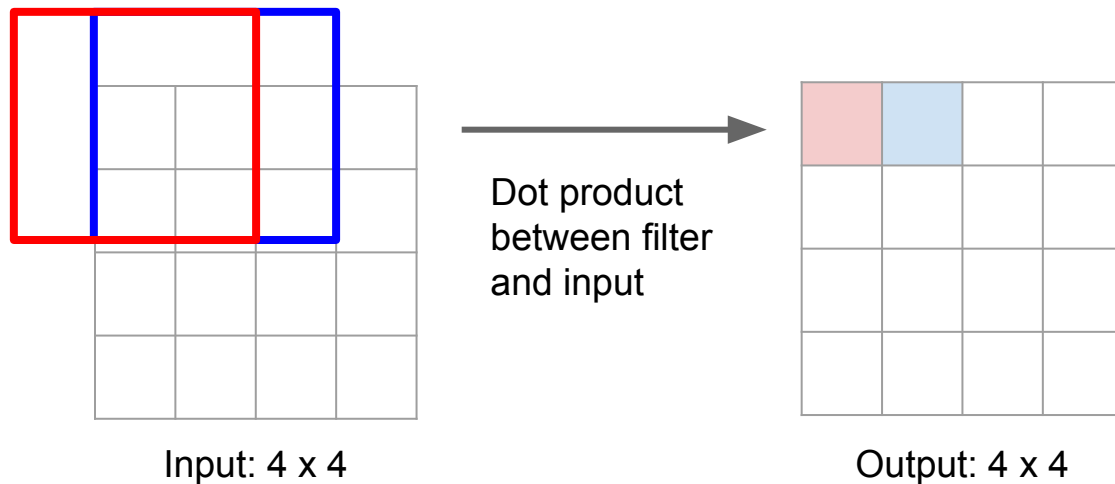 Dot product
between filter
and input
Input: 4 x 4
Output: 4 x 4